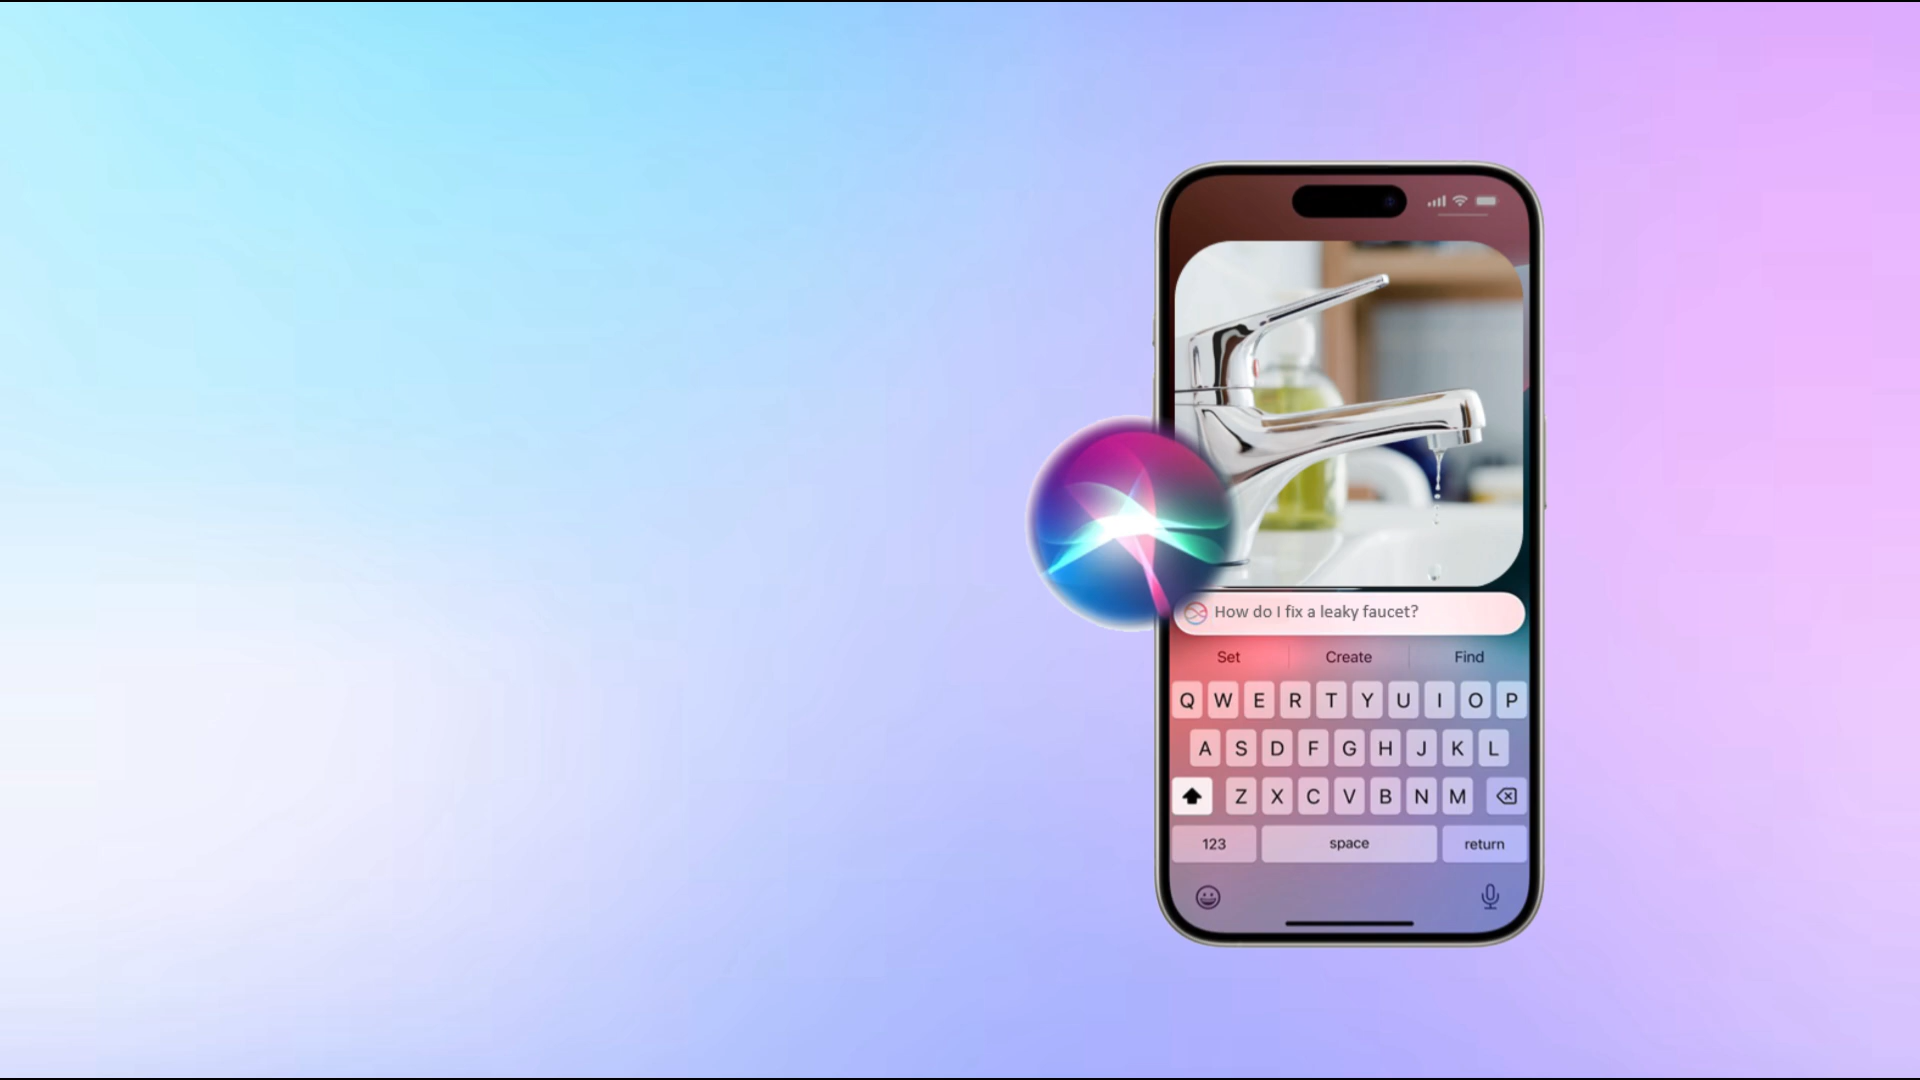 How do I fix a leaky faucet?
Set Create Find
Q W E R T Y U I O P
A S D F G H J K L
Z X C V B N M
123 space return